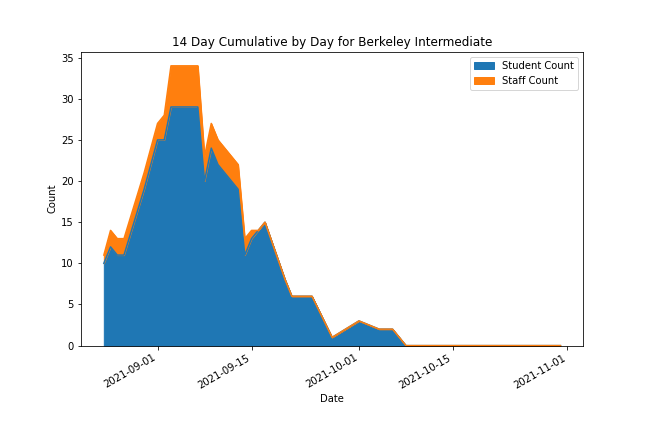 14 Day Cumulative by Day for Berkeley Intermediate
Student Count
Staff Count
35
30
25
20
15
10
5
0
Count
2021-09-01
2021-09-15
2021-10-01
2021-10-15
2021-11-01
Date